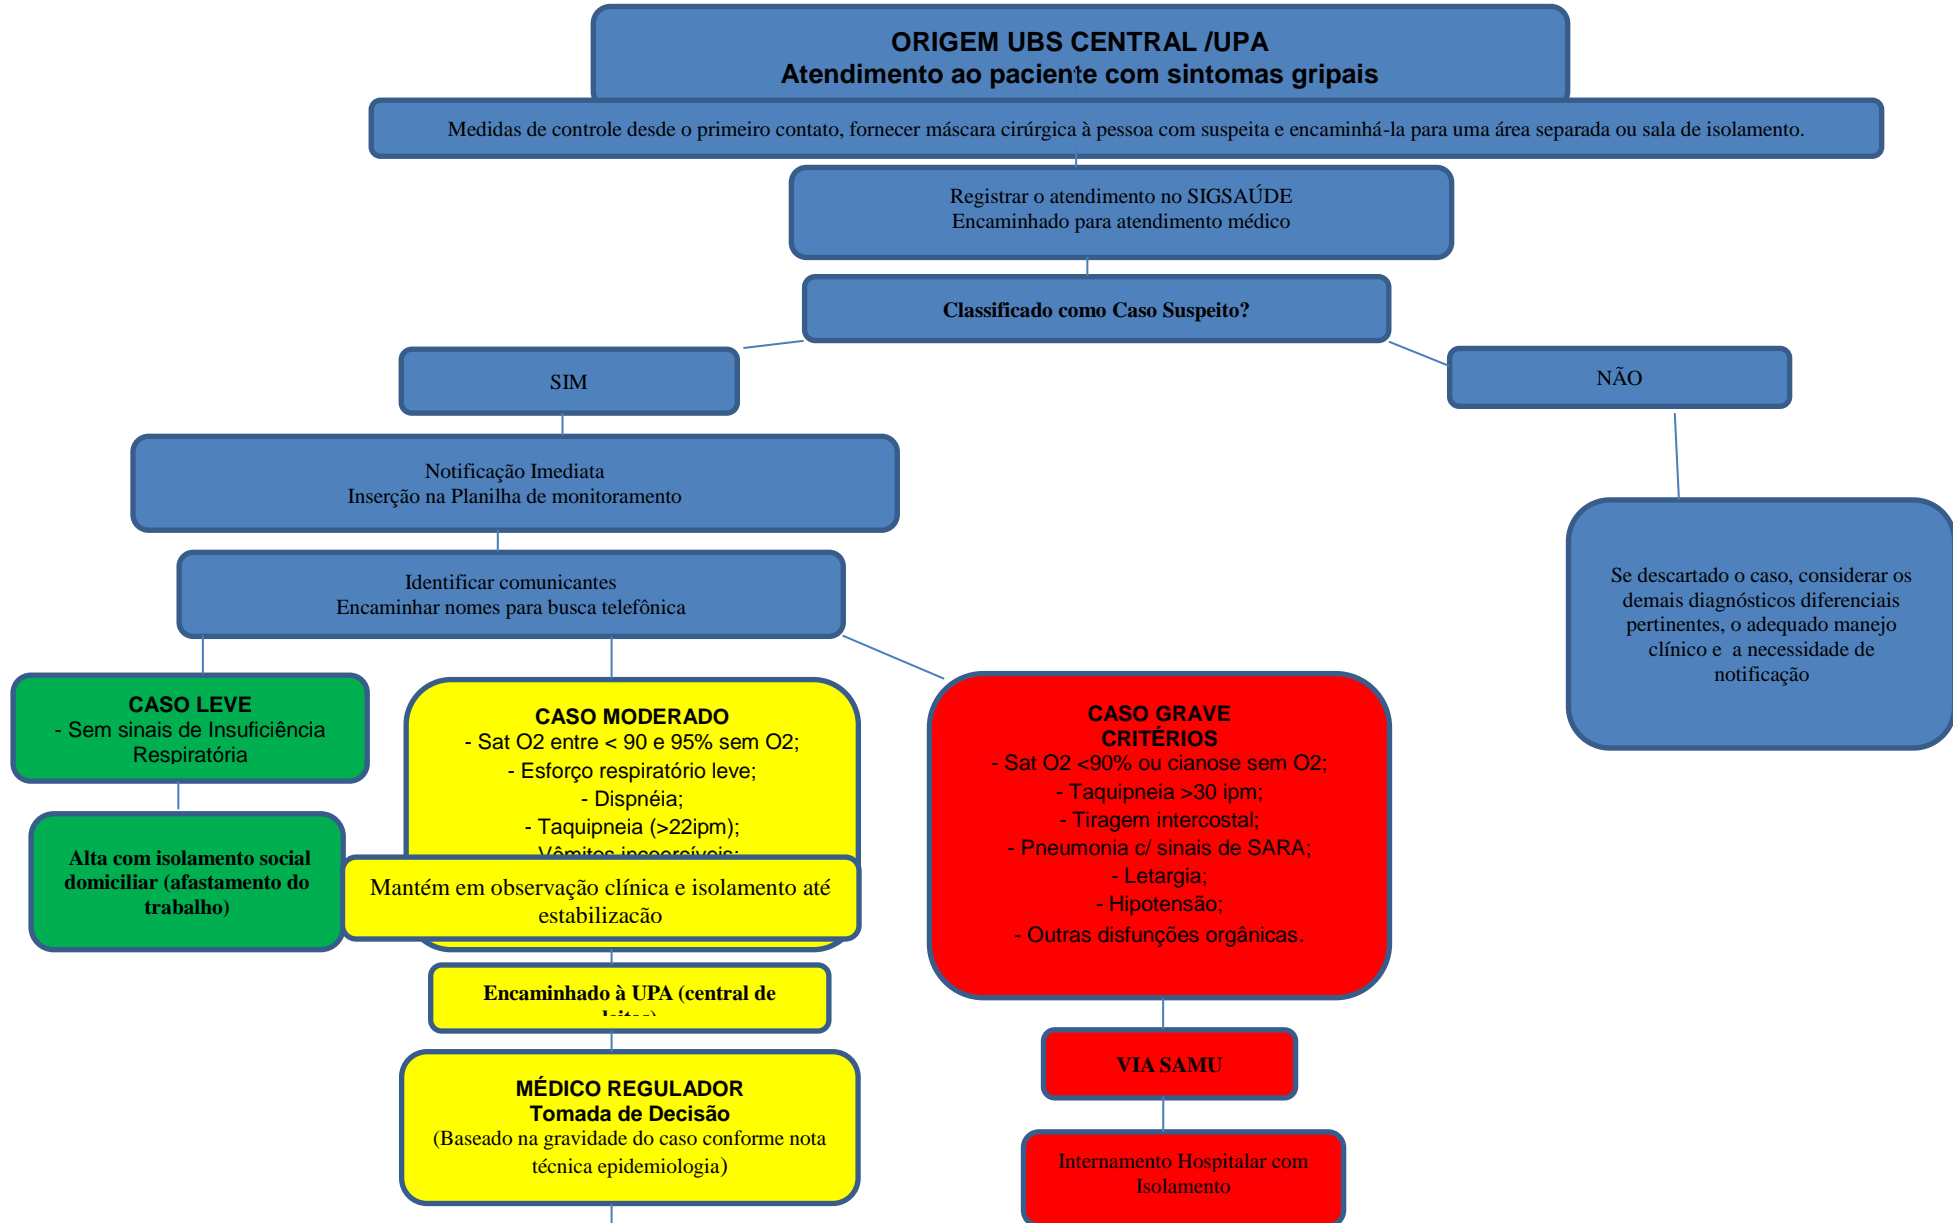 ORIGEM UBS CENTRAL /UPA
Atendimento ao paciente com sintomas gripais
Medidas de controle desde o primeiro contato, fornecer máscara cirúrgica à pessoa com suspeita e encaminhá-la para uma área separada ou sala de isolamento.
Registrar o atendimento no SIGSAÚDE
Encaminhado para atendimento médico
Classificado como Caso Suspeito?
SIM
NÃO
Notificação Imediata
Inserção na Planilha de monitoramento
Identificar comunicantes
Encaminhar nomes para busca telefônica
Se descartado o caso, considerar os
demais diagnósticos diferenciais
pertinentes, o adequado manejo
clínico e  a necessidade de
notificação
CASO LEVE
- Sem sinais de Insuficiência
Respiratória
Alta com isolamento social
domiciliar (afastamento do
trabalho)
CASO MODERADO
- Sat O2 entre < 90 e 95% sem O2;
- Esforço respiratório leve;
- Dispnéia;
- Taquipneia (>22ipm);
Mantém em observação clínica e isolamento até
estabilização
Encaminhado à UPA (central de
MÉDICO REGULADOR
Tomada de Decisão
(Baseado na gravidade do caso conforme nota
técnica epidemiologia)
CASO GRAVE
CRITÉRIOS
- Sat O2 <90% ou cianose sem O2;
- Taquipneia >30 ipm;
- Tiragem intercostal;
- Pneumonia c/ sinais de SARA;
- Letargia;
- Hipotensão;
- Outras disfunções orgânicas.
VIA SAMU
Internamento Hospitalar com
Isolamento